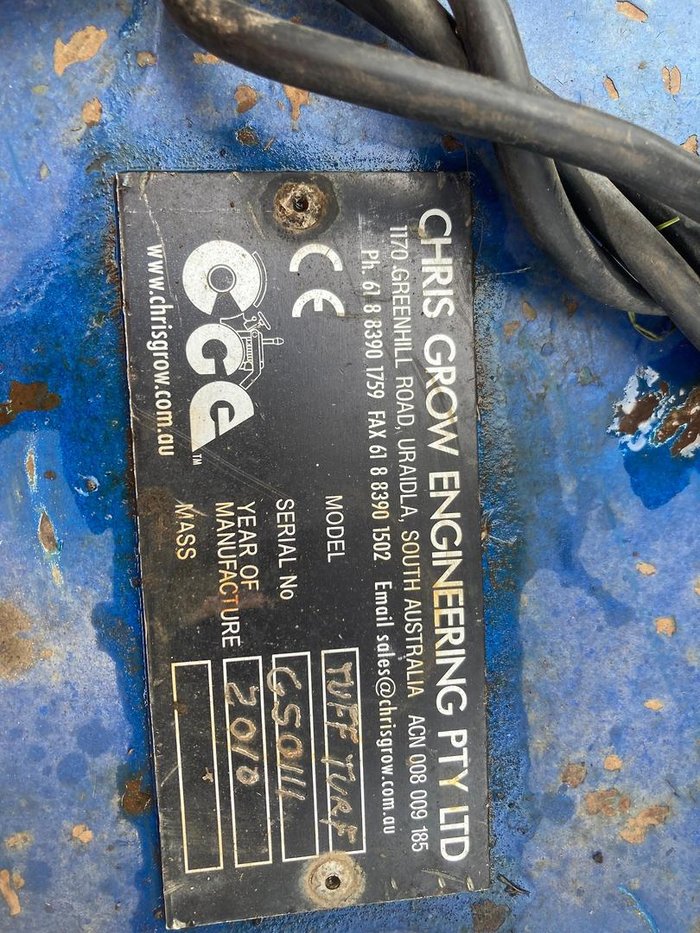 CHRIS GROW ENGINEERING PTY LTD
1170 GREENHILL ROAD, URAIDLA, SOUTH AUSTRALIA ACN 008 009 185
Ph. 61 8 8390 1759 FAX 61 8 8390 1502 Email sales@chrisgrow.com.au
CE
MODEL TUFF TURF
SERIAL No GS0114
YEAR OF
MANUFACTURE 2010
MASS
CGE TM
www.chrisgrow.com.au